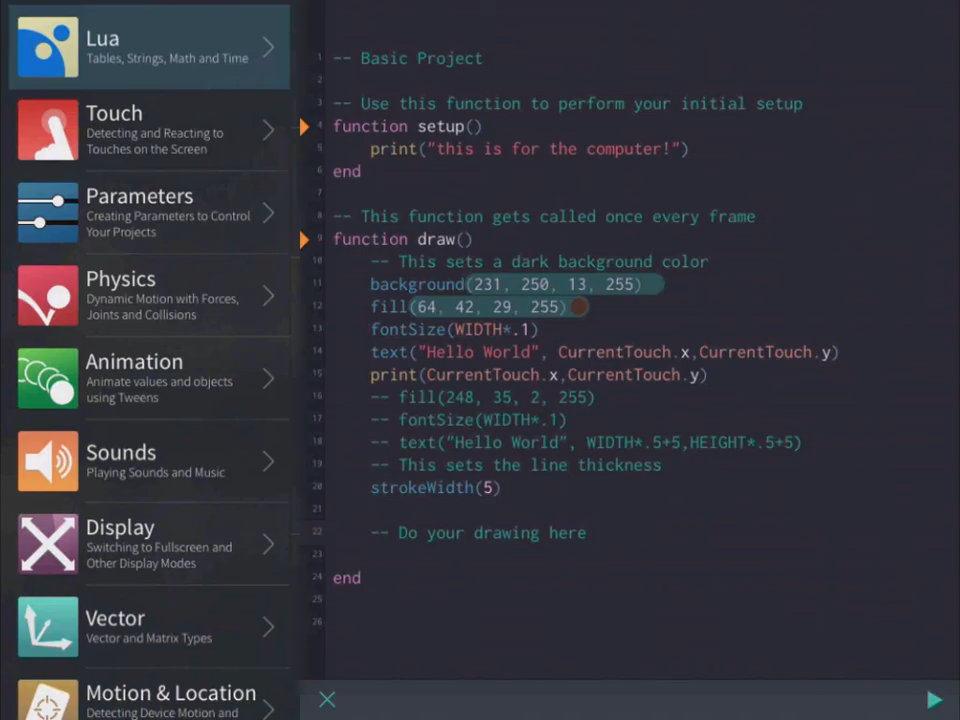 Lua
Tables, Strings, Math and Time
Touch
Detecting and Reacting to
Touches on the Screen
Parameters
Creating Parameters to Control
Your Projects
Physics
Dynamic Motion with Forces,
Joints and Collisions
Animation
Animate values and objects
using Tweens
Sounds
Playing Sounds and Music
Display
Switching to Fullscreen and
Other Display Modes
Vector
Vector and Matrix Types
Motion & Location
Detecting Device Motion and
1 -- Basic Project
2
3 -- Use this function to perform your initial setup
4 function setup()
5 print("this is for the computer!")
6 end
7
8 -- This function gets called once every frame
9 function draw()
10 -- This sets a dark background color
11 background(231, 250, 13, 255)
12 fill(64, 42, 29, 255)
13 fontSize(WIDTH*.1)
14 text("Hello World", CurrentTouch.x,CurrentTouch.y)
15 print(CurrentTouch.x,CurrentTouch.y)
16 -- fill(248, 35, 2, 255)
17 -- fontSize(WIDTH*.1)
18 -- text("Hello World", WIDTH*.5+5,HEIGHT*.5+5)
19 -- This sets the line thickness
20 strokeWidth(5)
21
22 -- Do your drawing here
23
24 end
25
26